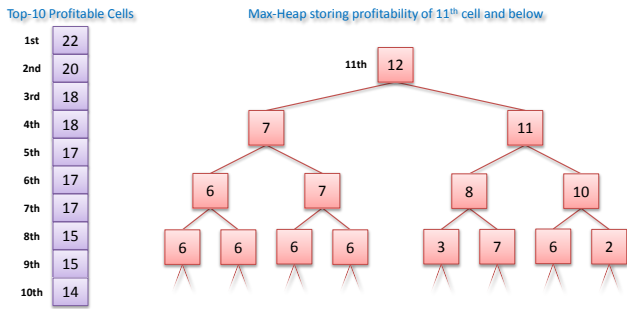 Top-10 Profitable Cells
Max-Heap storing profitability of 11th cell and below
1st 22
2nd 20
3rd 18
4th 18
5th 17
6th 17
7th 17
8th 15
9th 15
10th 14
11th 12
7 11
6 7 8 10
6 6 6 6 3 7 6 2